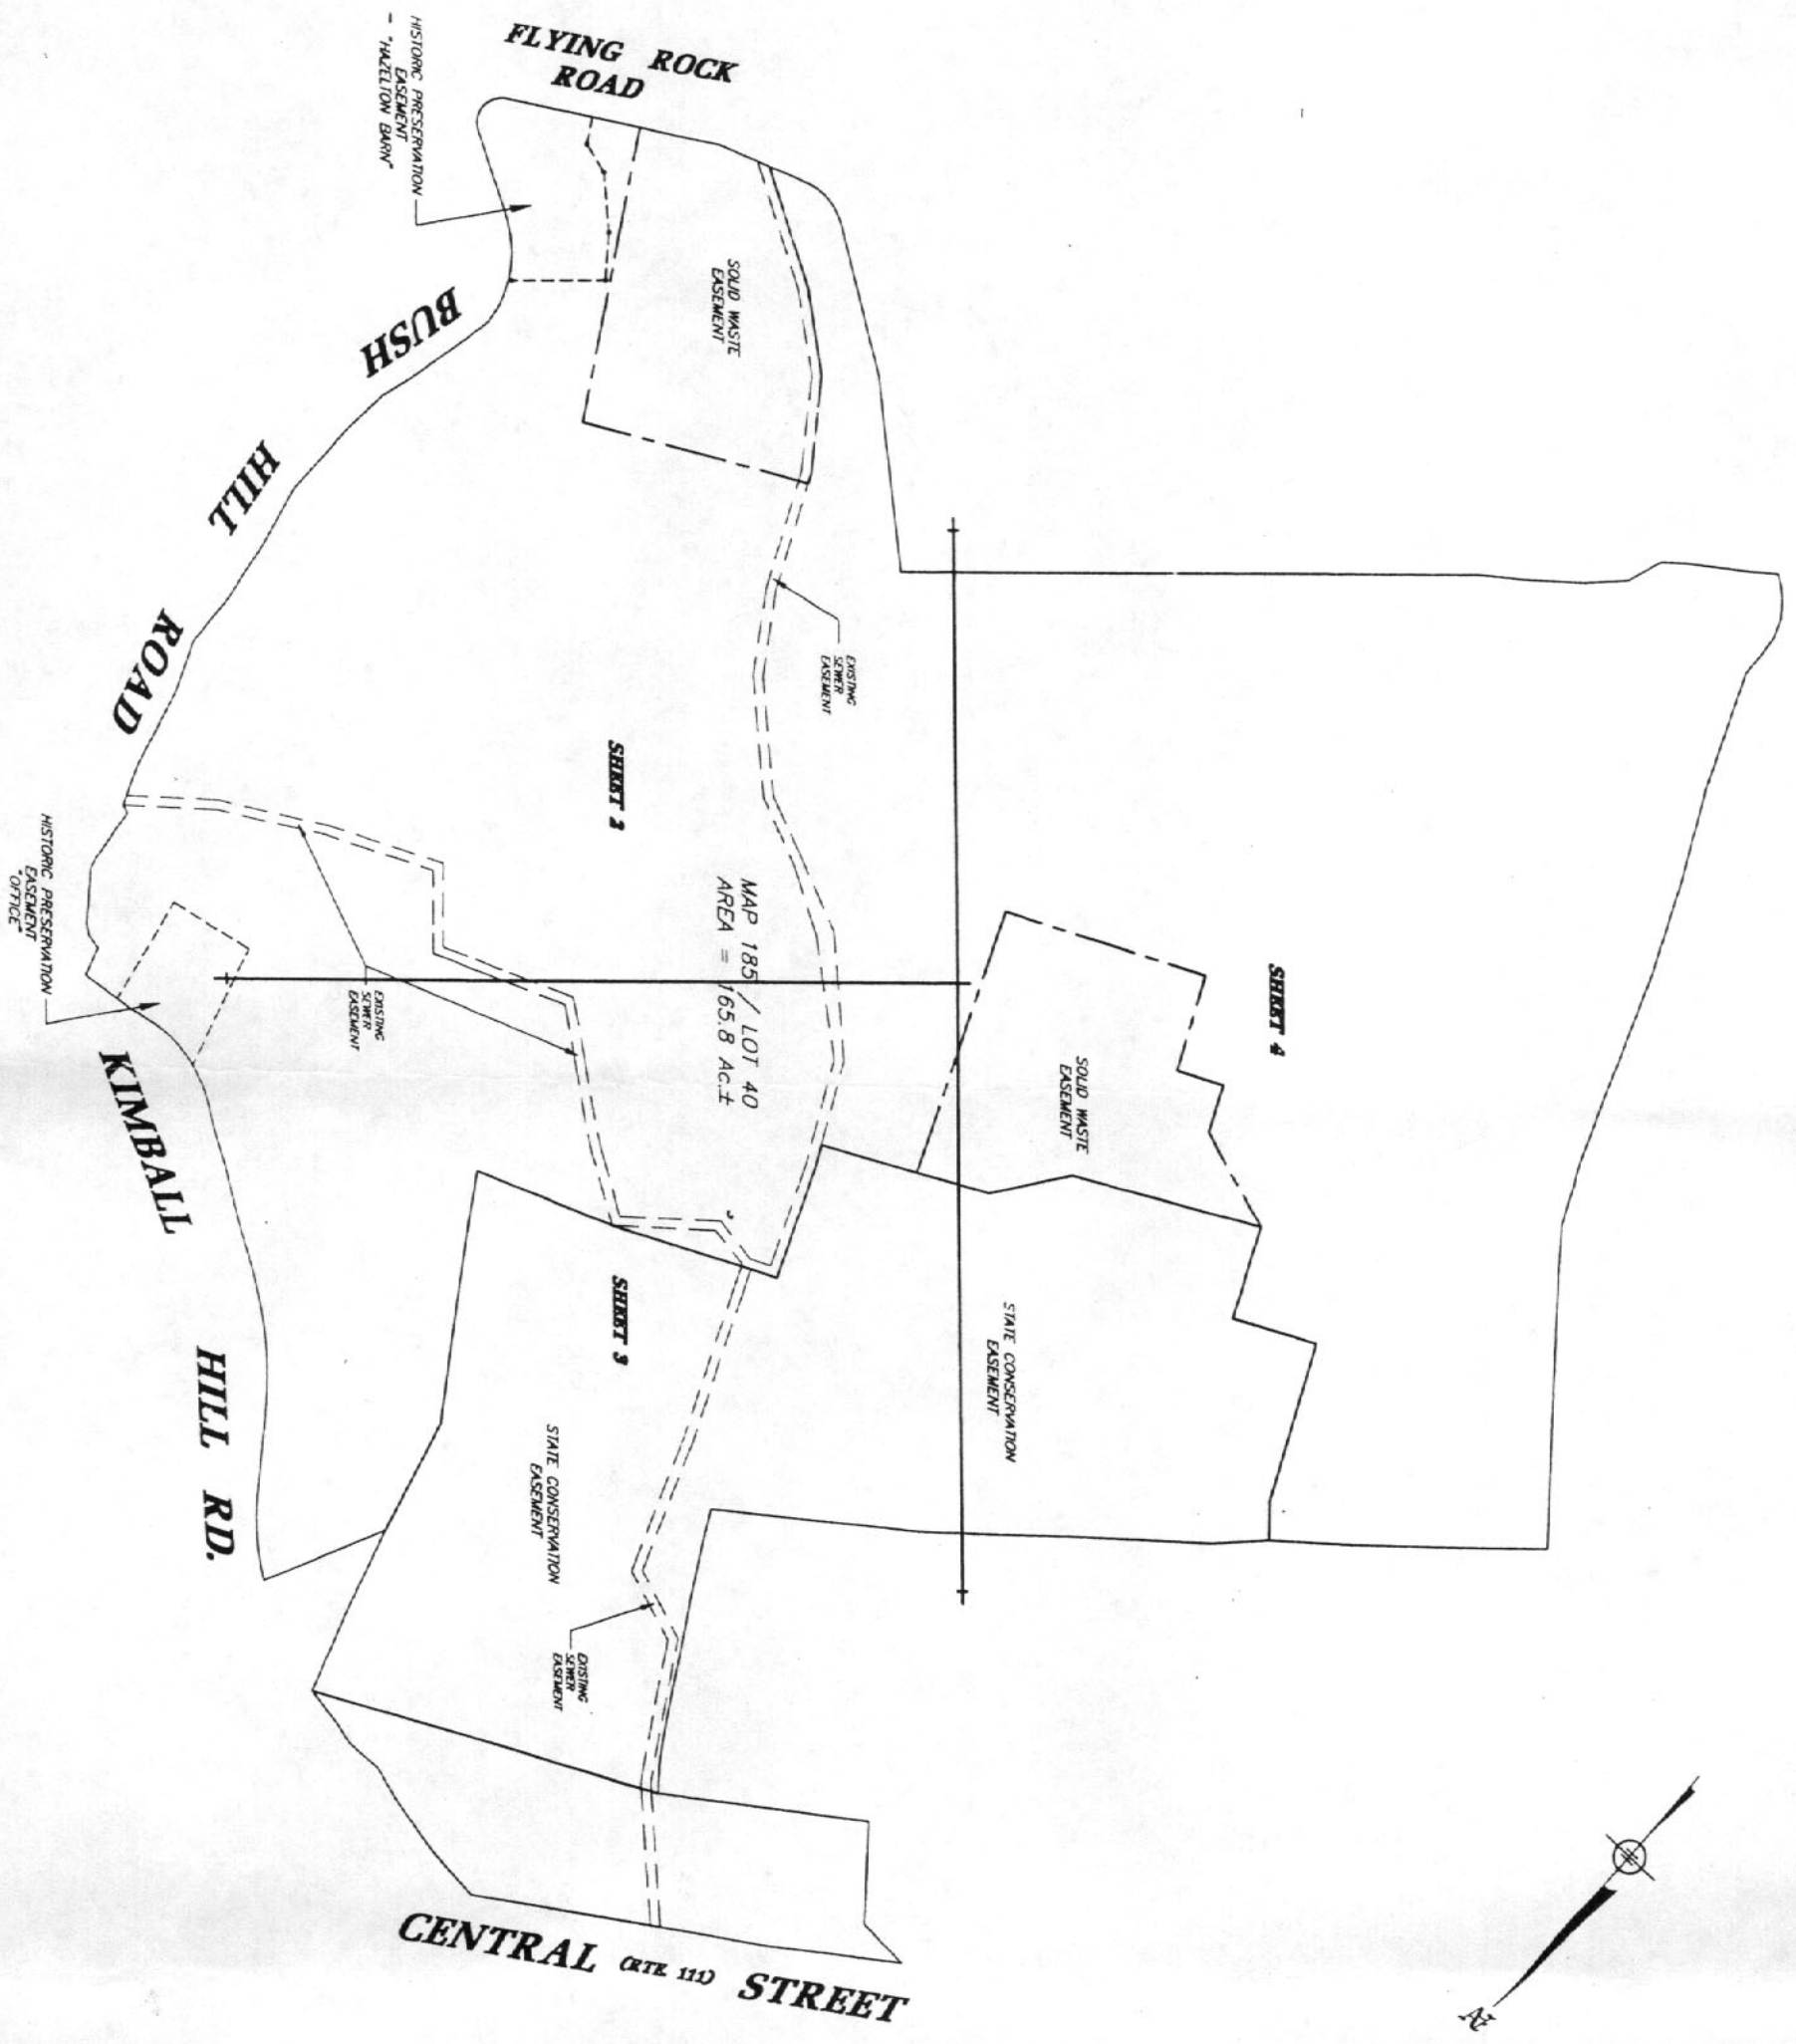 FLYING ROCK
ROAD
HISTORIC PRESERVATION
EASEMENT
"HAZELTON BARN"
SOLID WASTE
EASEMENT
BUSH
HILL
ROAD
EXISTING
SEWER
EASEMENT
SHEET 2
MAP 185 / LOT 40
AREA = 165.8 Ac.±
HISTORIC PRESERVATION
EASEMENT
"OFFICE"
EXISTING
SEWER
EASEMENT
SHEET 4
SOLID WASTE
EASEMENT
KIMBALL
HILL RD.
SHEET 3
STATE CONSERVATION
EASEMENT
STATE CONSERVATION
EASEMENT
EXISTING
SEWER
EASEMENT
CENTRAL (RTE 111) STREET